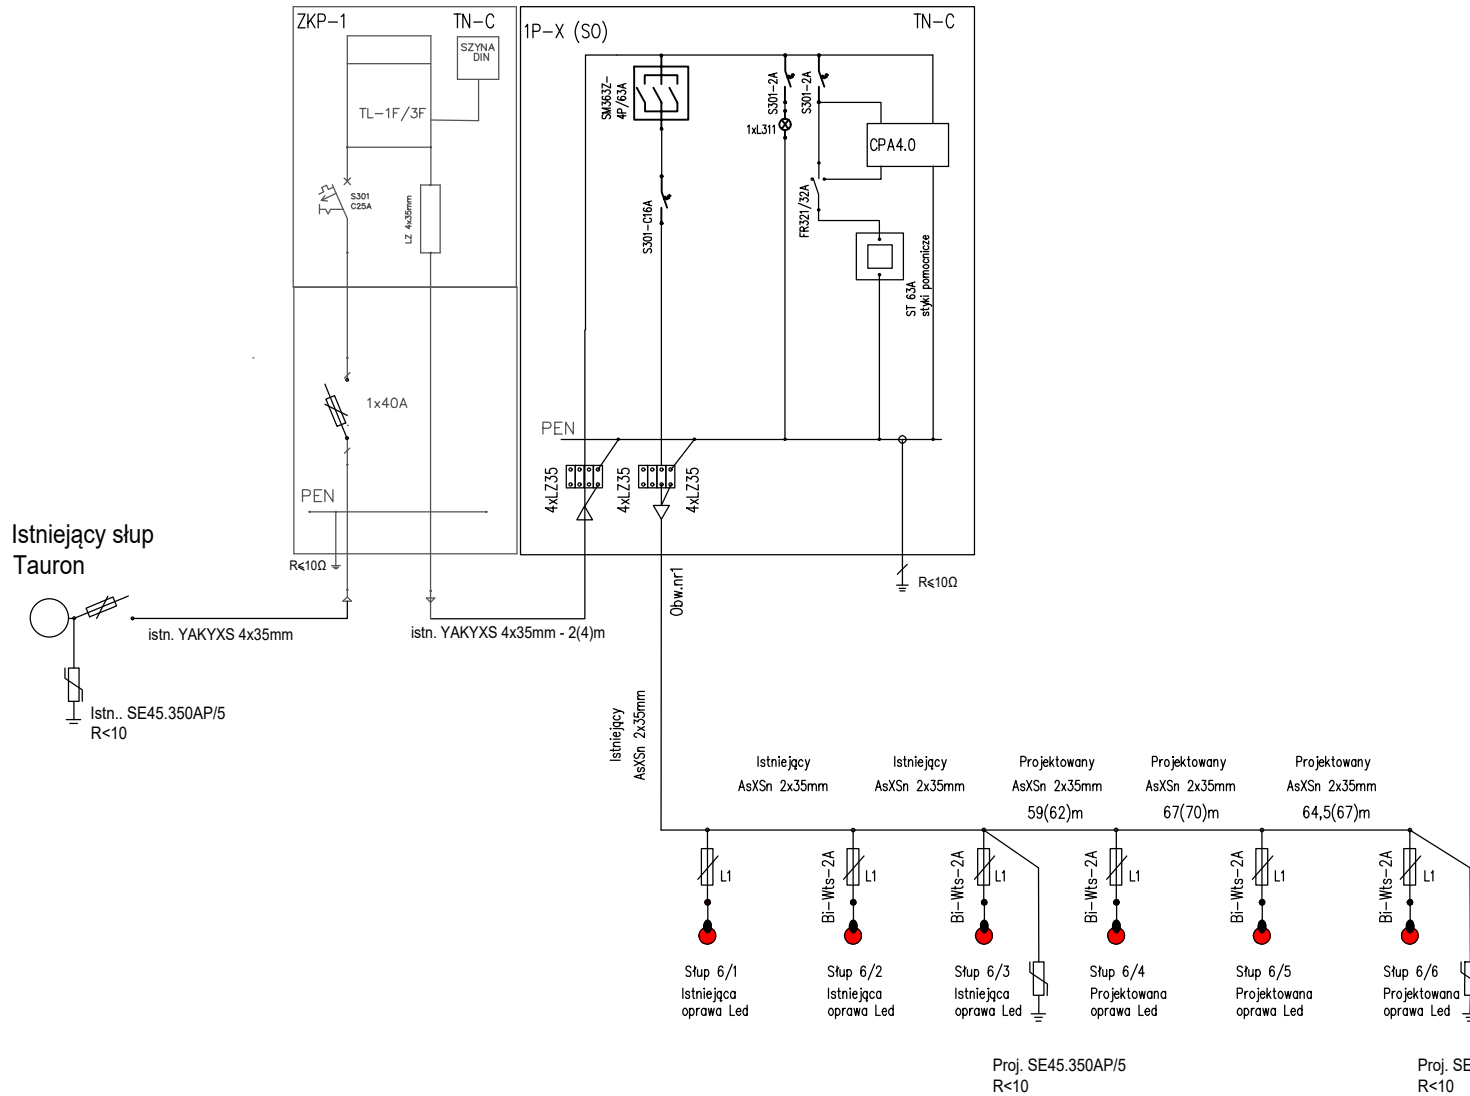 ZKP-1
TN-C
SZYNA
DIN
TL-1F/3F
S301
C25A
LZ 4x35mm
1x40A
PEN
R≤10Ω
1P-X (SO)
TN-C
SM363Z-
4P/63A
S301-C16A
S301-2A
S301-2A
1xL311
CPA4.0
FR321/32A
ST 63A
styki pomocnicze
PEN
4xLZ35
4xLZ35
4xLZ35
R≤10Ω
Obw.nr1
Istniejący słup
Tauron
istn. YAKYXS 4x35mm
istn. YAKYXS 4x35mm - 2(4)m
Istn.. SE45.350AP/5
R<10
Istniejący
AsXSn 2x35mm
Istniejący
AsXSn 2x35mm
Istniejący
AsXSn 2x35mm
Projektowany
AsXSn 2x35mm
59(62)m
Projektowany
AsXSn 2x35mm
67(70)m
Projektowany
AsXSn 2x35mm
64,5(67)m
L1
Bi-Wts-2A
L1
Bi-Wts-2A
L1
Bi-Wts-2A
L1
Bi-Wts-2A
L1
Bi-Wts-2A
L1
Słup 6/1
Istniejąca
oprawa Led
Słup 6/2
Istniejąca
oprawa Led
Słup 6/3
Istniejąca
oprawa Led
Słup 6/4
Projektowana
oprawa Led
Słup 6/5
Projektowana
oprawa Led
Słup 6/6
Projektowana
oprawa Led
Proj. SE45.350AP/5
R<10
Proj. SE
R<10